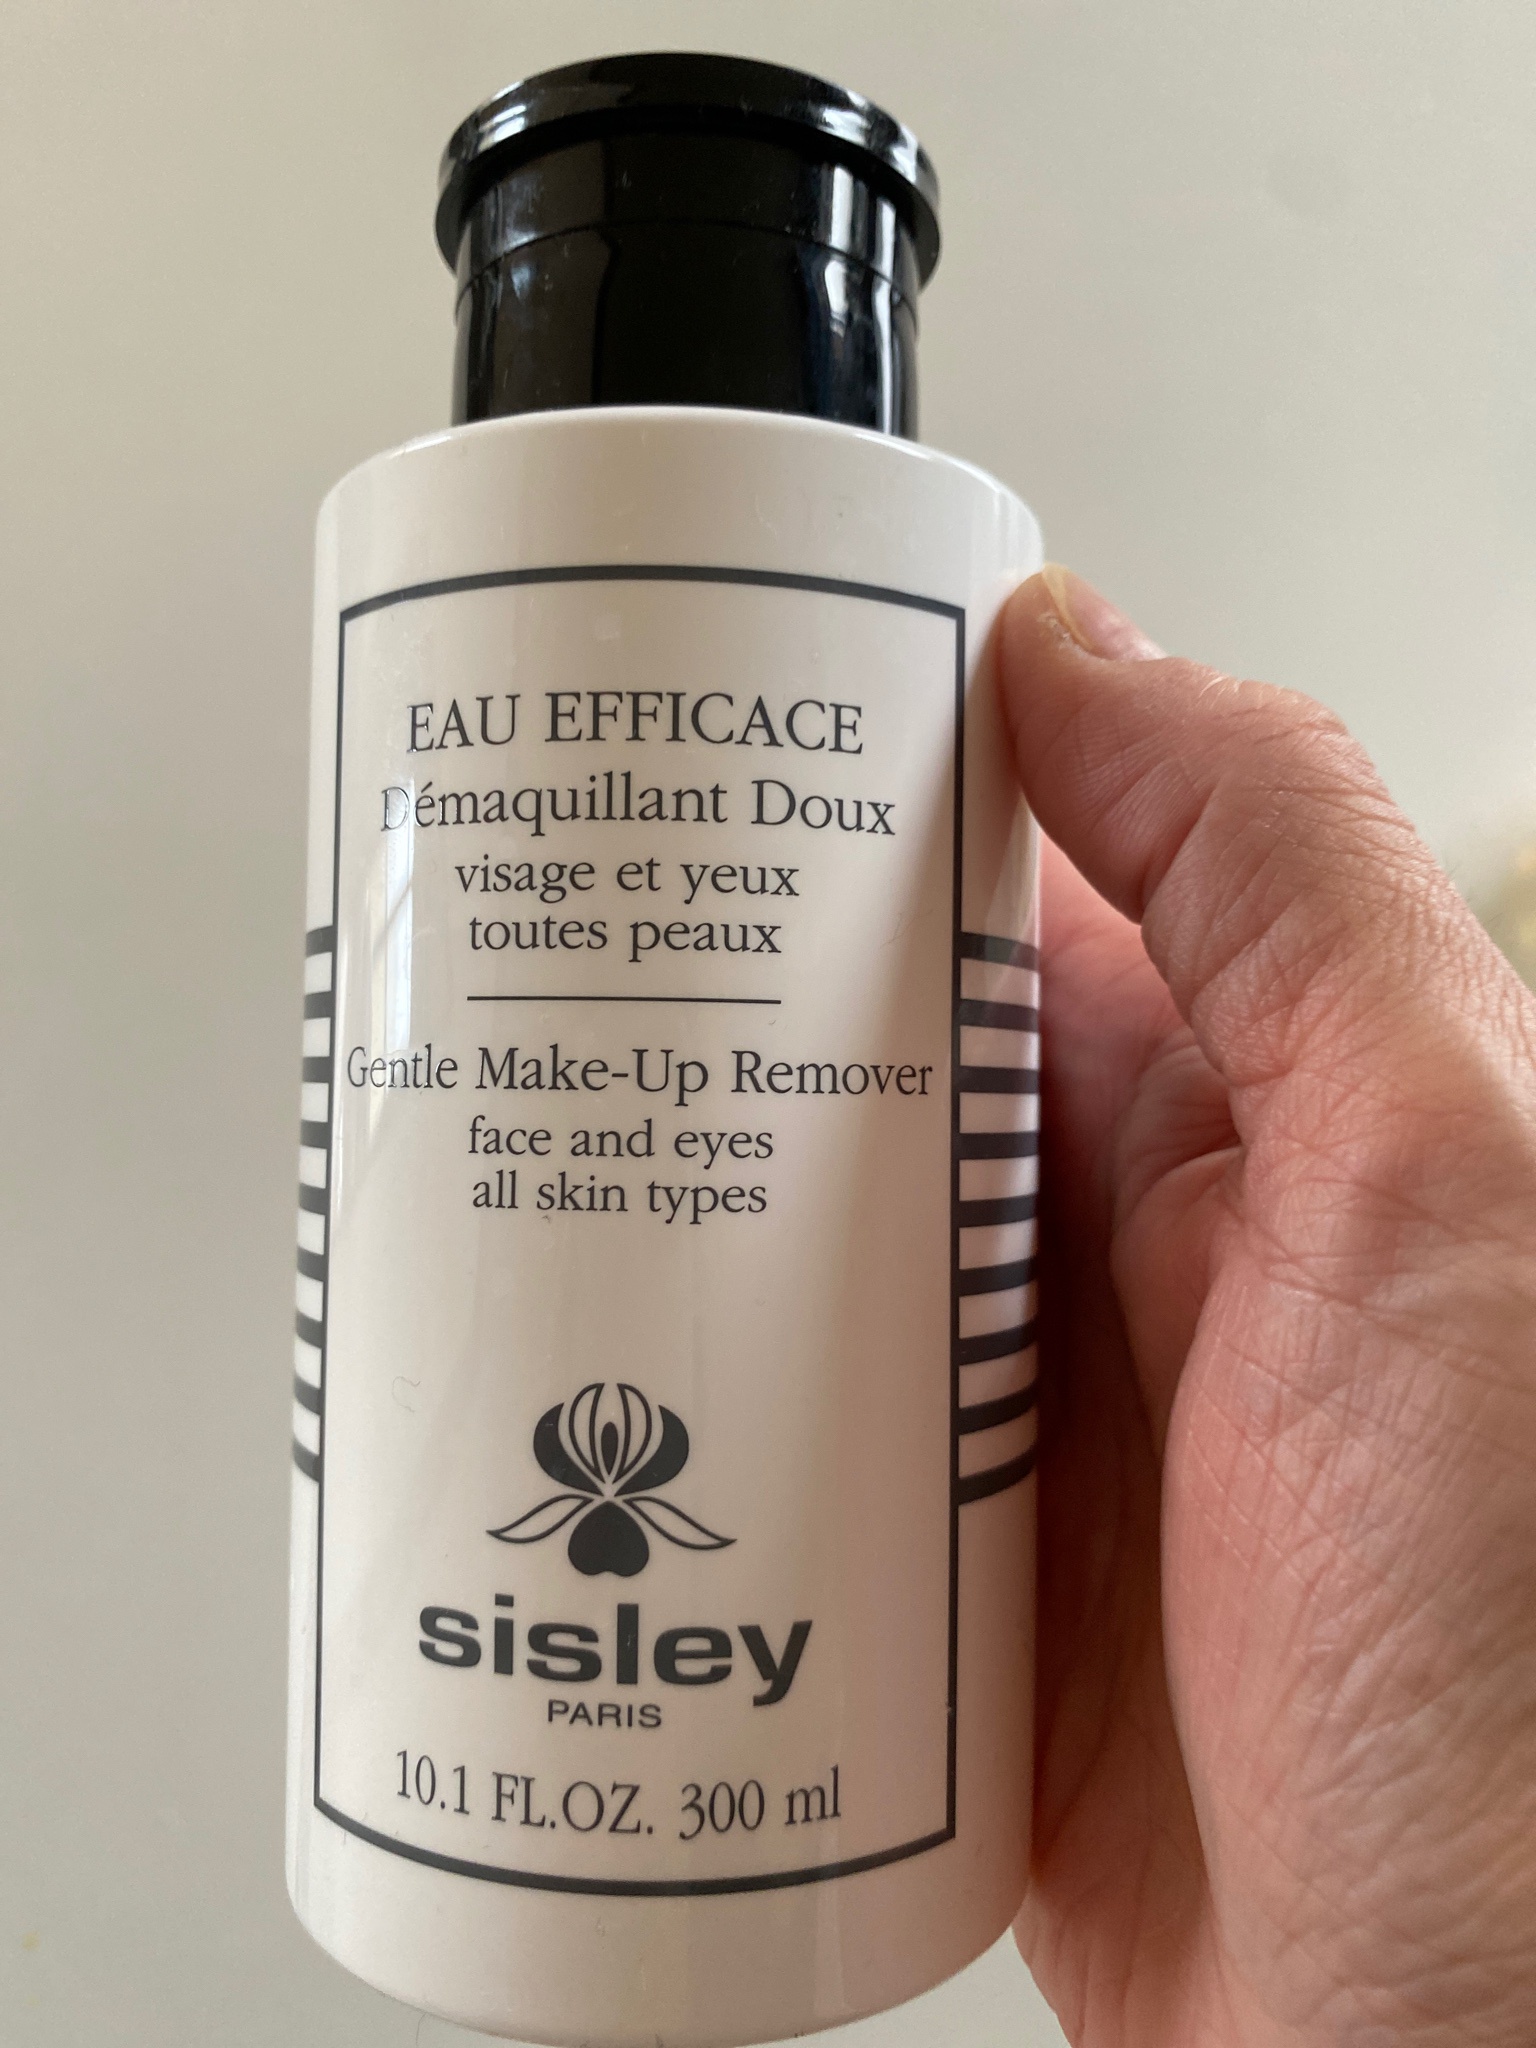 EAU EFFICACE
Démaquillant Doux
visage et yeux
toutes peaux
Gentle Make-Up Remover
face and eyes
all skin types
sisley
PARIS
10.1 FL.OZ. 300 ml